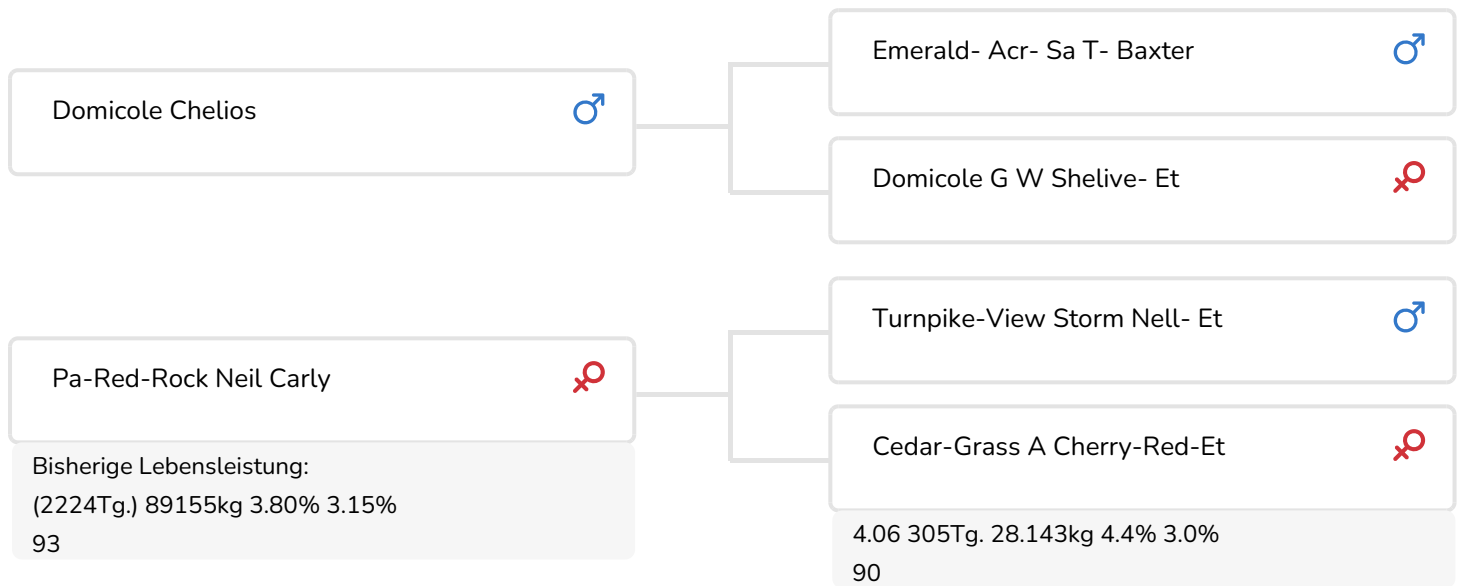 Domicole Chelios
Emerald- Acr- Sa T- Baxter
Domicole G W Shelive- Et
Pa-Red-Rock Neil Carly
Bisherige Lebensleistung:
(2224Tg.) 89155kg 3.80% 3.15%
93
Turnpike-View Storm Nell- Et
Cedar-Grass A Cherry-Red-Et
4.06 305Tg. 28.143kg 4.4% 3.0%
90